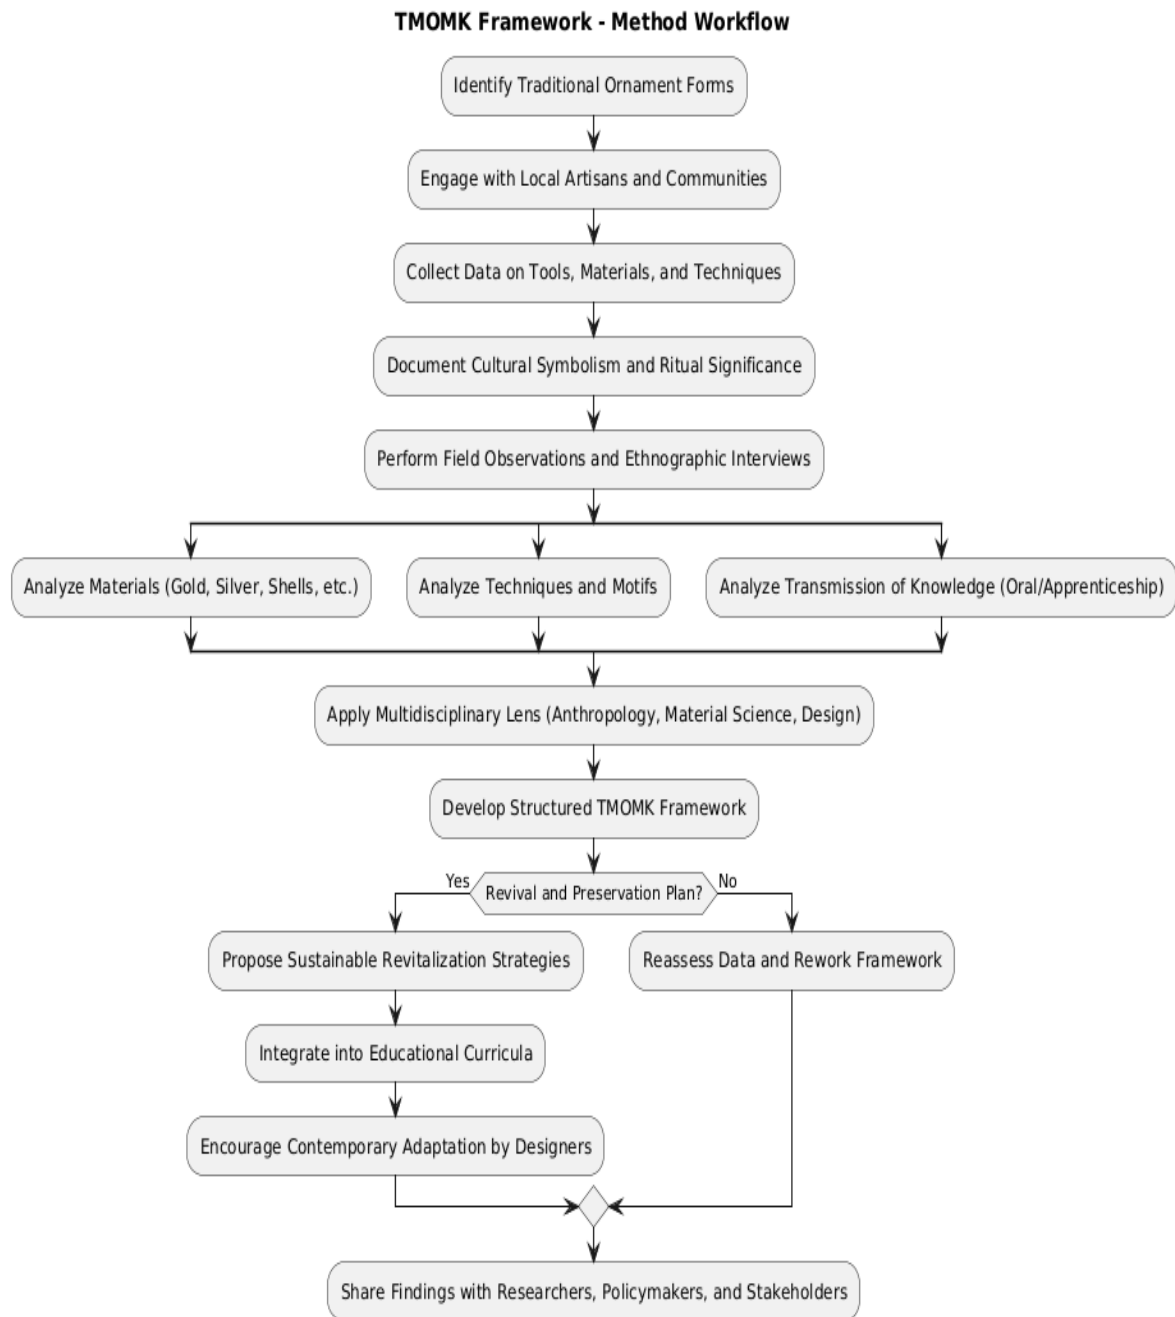 TMOMK Framework - Method Workflow
Identify Traditional Ornament Forms
Engage with Local Artisans and Communities
Collect Data on Tools, Materials, and Techniques
Document Cultural Symbolism and Ritual Significance
Perform Field Observations and Ethnographic Interviews
Analyze Materials (Gold, Silver, Shells, etc.)
Analyze Techniques and Motifs
Analyze Transmission of Knowledge (Oral/Apprenticeship)
Apply Multidisciplinary Lens (Anthropology, Material Science, Design)
Develop Structured TMOMK Framework
Yes
Revival and Preservation Plan?
No
Propose Sustainable Revitalization Strategies
Reassess Data and Rework Framework
Integrate into Educational Curricula
Encourage Contemporary Adaptation by Designers
Share Findings with Researchers, Policymakers, and Stakeholders